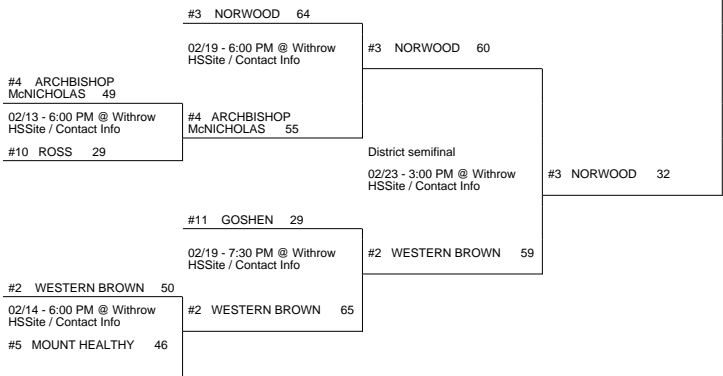 #3 NORWOOD 64
02/19 - 6:00 PM @ Withrow
HSSite / Contact Info
#3 NORWOOD 60
#4 ARCHBISHOP
McNICHOLAS 49
02/13 - 6:00 PM @ Withrow
HSSite / Contact Info
#4 ARCHBISHOP
McNICHOLAS 55
#10 ROSS 29
District semifinal
02/23 - 3:00 PM @ Withrow
HSSite / Contact Info
#3 NORWOOD 32
#11 GOSHEN 29
02/19 - 7:30 PM @ Withrow
HSSite / Contact Info
#2 WESTERN BROWN 59
#2 WESTERN BROWN 50
02/14 - 6:00 PM @ Withrow
HSSite / Contact Info
#2 WESTERN BROWN 65
#5 MOUNT HEALTHY 46